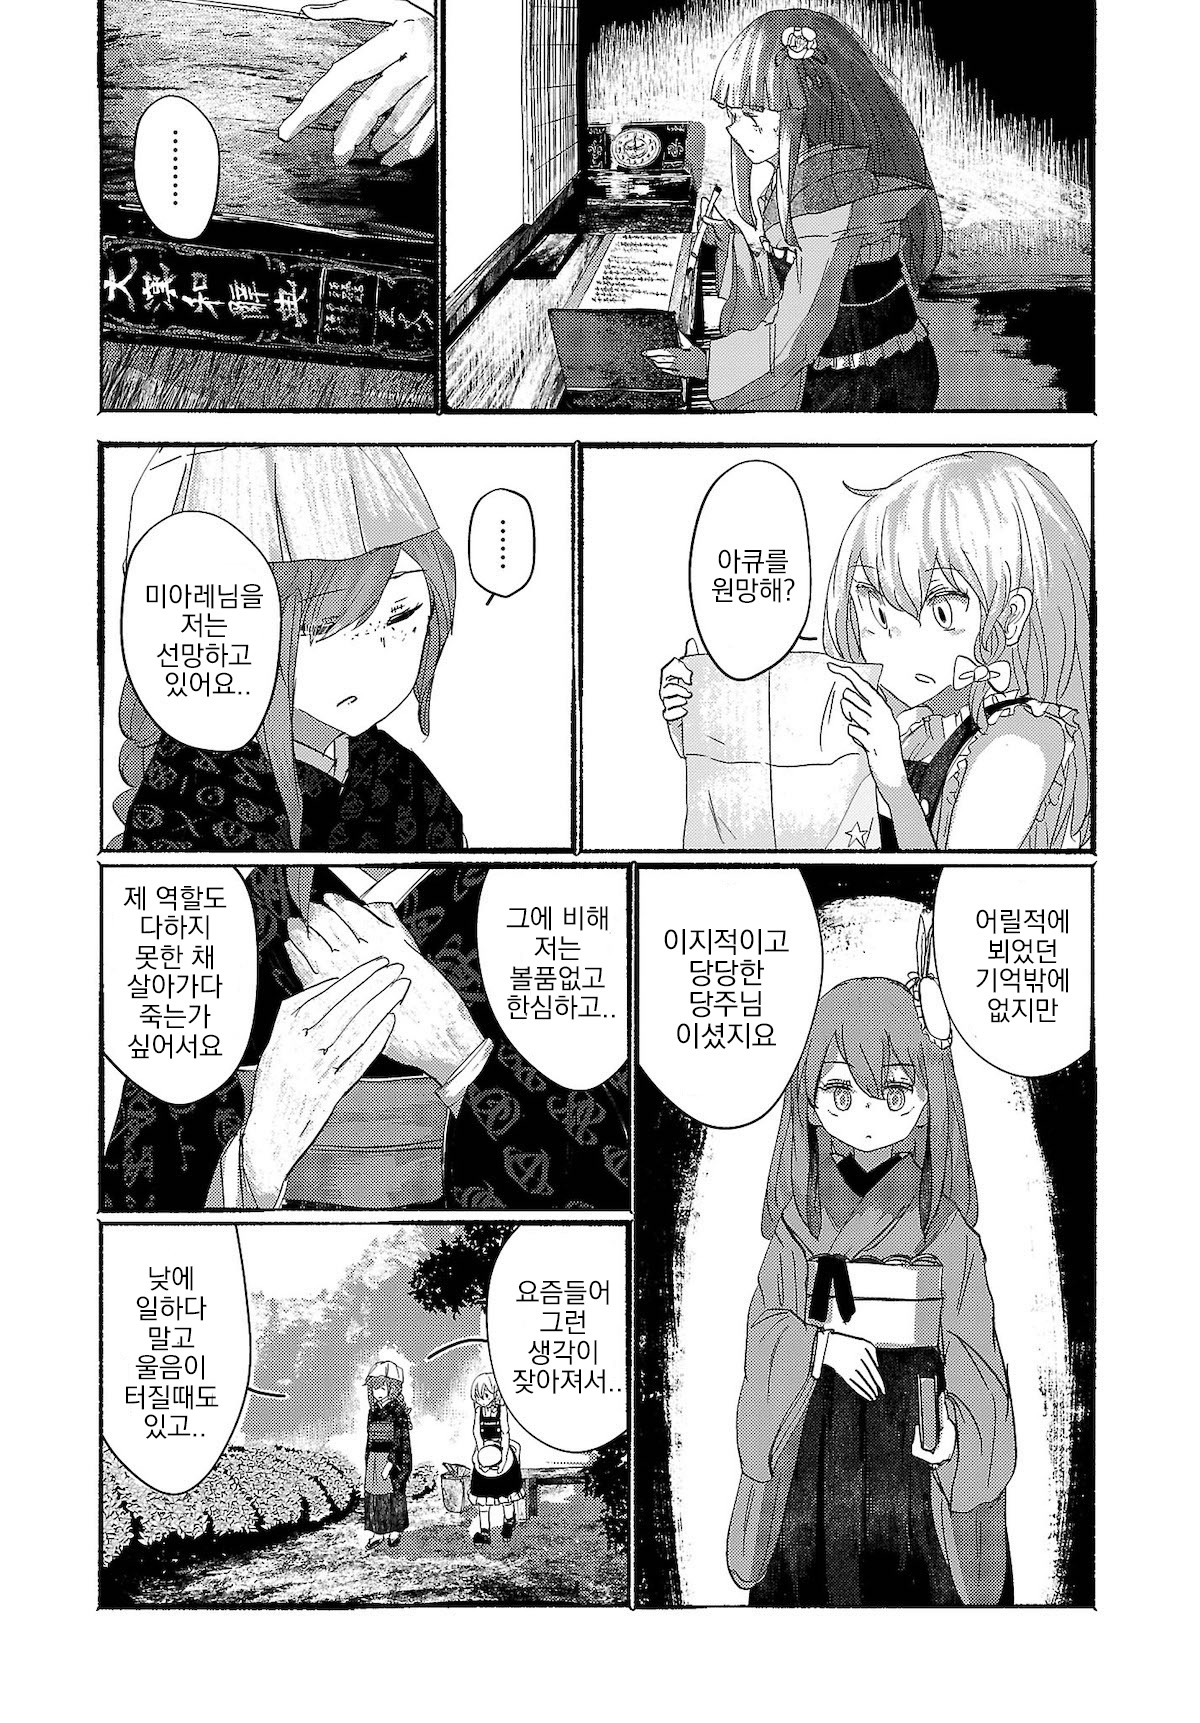 ………
大漢和辞典
아큐를
원망해?
……
미아레님을
저는
선망하고
있어요..
어릴적에
뵈었던
기억밖에
없지만
이지적이고
당당한
당주님
이셨지요
그에 비해
저는
볼품없고
한심하고..
제 역할도
다하지
못한 채
살아가다
죽는가
싶어서요
요즘들어
그런
생각이
잦아져서..
낮에
일하다
말고
울음이
터질때도
있고..